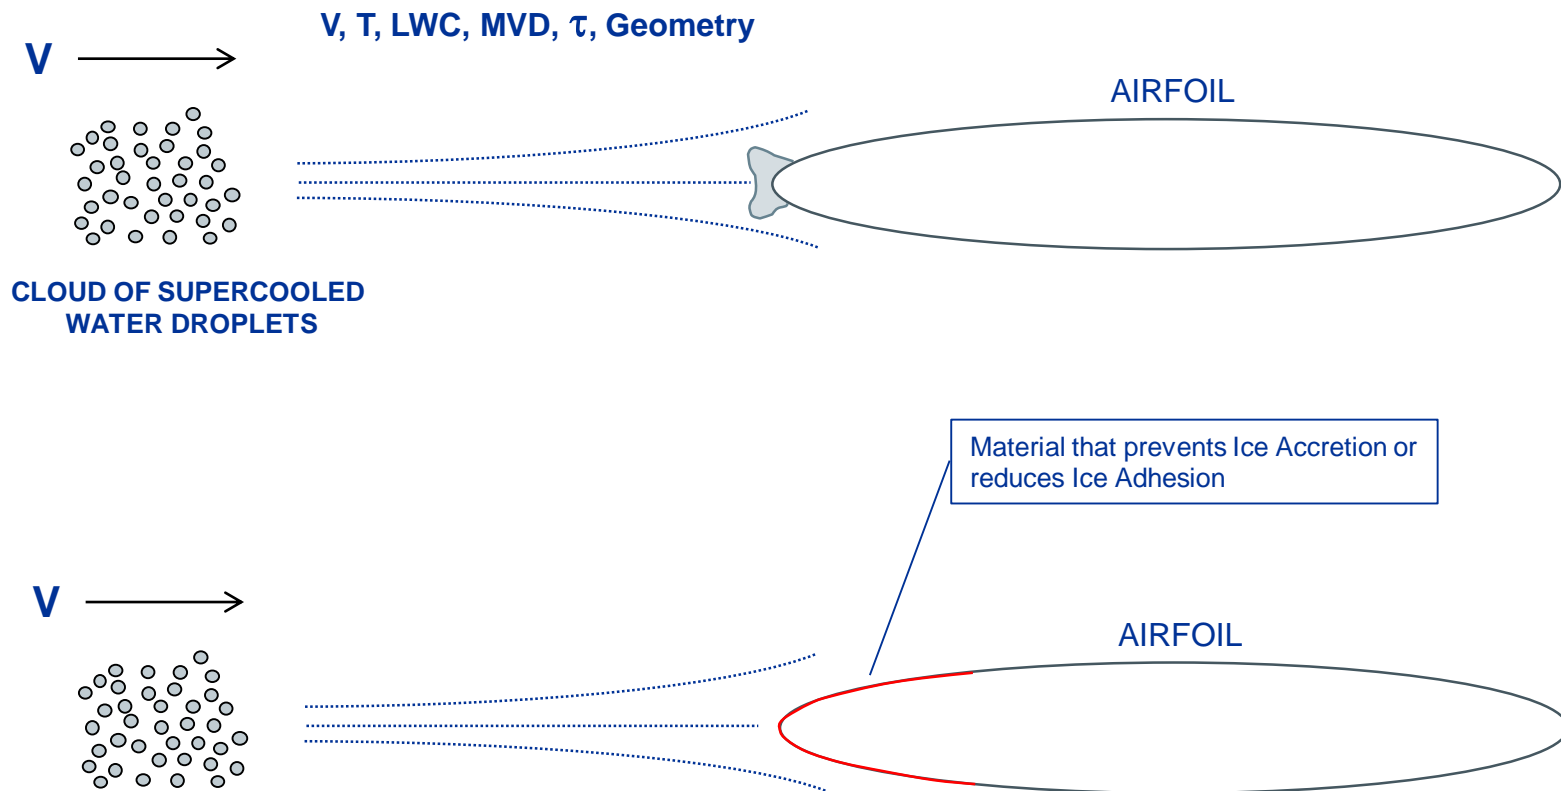 V, T, LWC, MVD, τ, Geometry
V
AIRFOIL
CLOUD OF SUPERCOOLED
WATER DROPLETS
Material that prevents Ice Accretion or
reduces Ice Adhesion
V
AIRFOIL